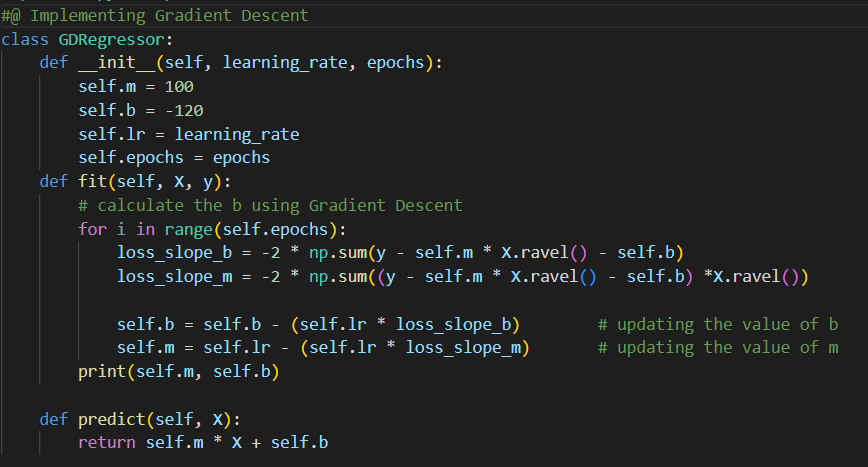 #@ Implementing Gradient Descent
class GDRegressor:
    def __init__(self, learning_rate, epochs):
        self.m = 100
        self.b = -120
        self.lr = learning_rate
        self.epochs = epochs
    def fit(self, X, y):
        # calculate the b using Gradient Descent
        for i in range(self.epochs):
            loss_slope_b = -2 * np.sum(y - self.m * X.ravel() - self.b)
            loss_slope_m = -2 * np.sum((y - self.m * X.ravel() - self.b) *X.ravel())

            self.b = self.b - (self.lr * loss_slope_b)        # updating the value of b
            self.m = self.lr - (self.lr * loss_slope_m)       # updating the value of m
        print(self.m, self.b)

    def predict(self, X):
        return self.m * X + self.b